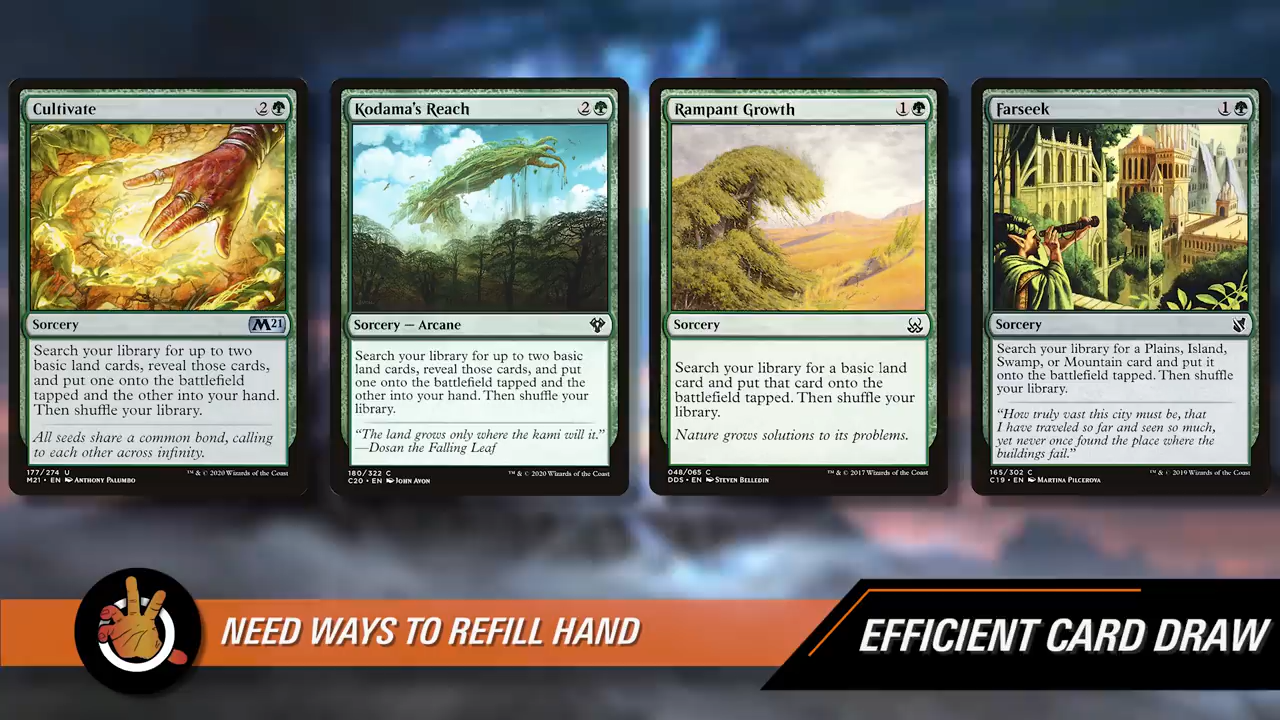 Cultivate 2
Sorcery M21
Search your library for up to two
basic land cards, reveal those cards,
and put one onto the battlefield
tapped and the other into your hand.
Then shuffle your library.
All seeds share a common bond, calling
to each other across infinity.
177/274 U ™ & © 2020 Wizards of the Coast
M21 • EN Anthony Palumbo
Kodama's Reach 2
Sorcery — Arcane
Search your library for up to two basic
land cards, reveal those cards, and put
one onto the battlefield tapped and the
other into your hand. Then shuffle your
library.
"The land grows only where the kami will it."
—Dosan the Falling Leaf
180/322 C ™ & © 2020 Wizards of the Coast
C20 • EN John Avon
Rampant Growth 1
Sorcery
Search your library for a basic land
card and put that card onto the
battlefield tapped. Then shuffle your
library.
Nature grows solutions to its problems.
048/065 C ™ & © 2017 Wizards of the Coast
DDS • EN Steven Belledin
Farseek 1
Sorcery
Search your library for a Plains, Island,
Swamp, or Mountain card and put it
onto the battlefield tapped. Then shuffle
your library.
"How truly vast this city must be, that
I have traveled so far and seen so much,
yet never once found the place where the
buildings fail."
165/302 C ™ & © 2019 Wizards of the Coast
C19 • EN Martina Pilcerova
NEED WAYS TO REFILL HAND
EFFICIENT CARD DRAW